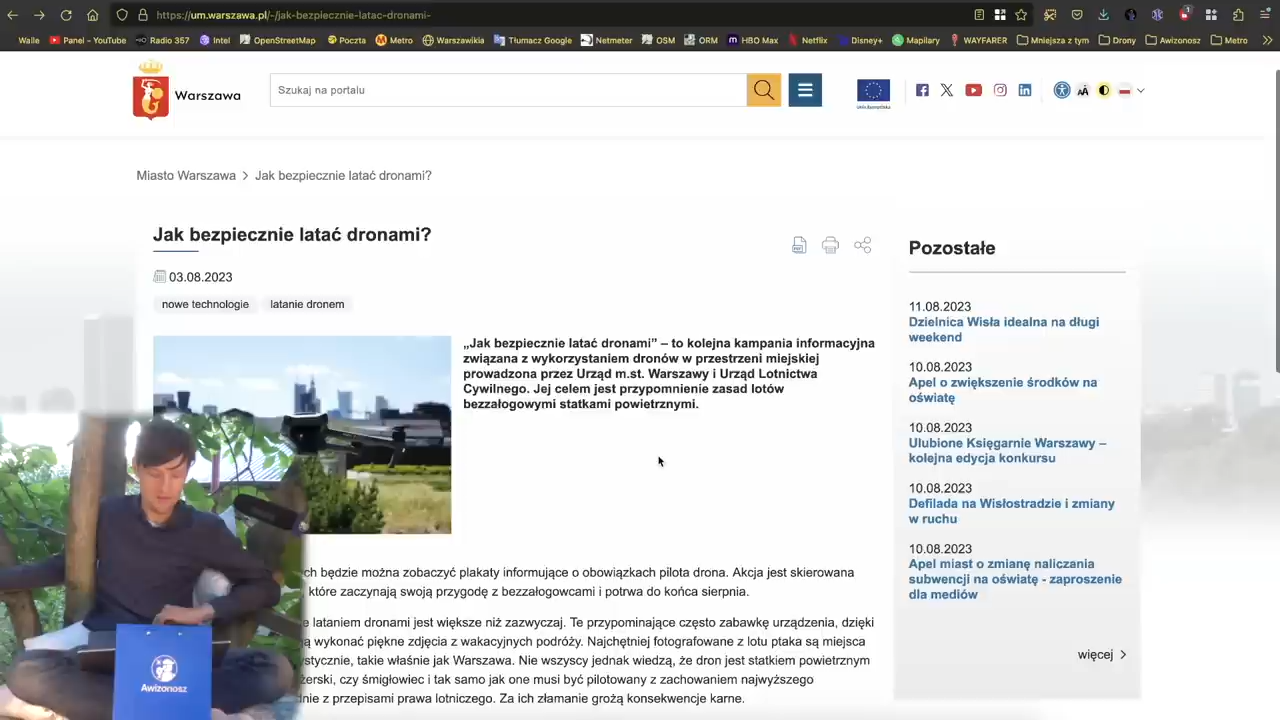 https://um.warszawa.pl/-/jak-bezpiecznie-latac-dronami-
Walle Panel - YouTube Radio 357 Intel OpenStreetMap Poczta Metro Warszawikia Tłumacz Google Netmeter OSM ORM HBO Max Netflix Disney+ Mapilary WAYFARER Mniejsza z tym Drony Awizonosz Metro
Warszawa
Szukaj na portalu
Unia Europejska
Miasto Warszawa > Jak bezpiecznie latać dronami?
Jak bezpiecznie latać dronami?
03.08.2023
nowe technologie latanie dronem
„Jak bezpiecznie latać dronami” – to kolejna kampania informacyjna
związana z wykorzystaniem dronów w przestrzeni miejskiej
prowadzona przez Urząd m.st. Warszawy i Urząd Lotnictwa
Cywilnego. Jej celem jest przypomnienie zasad lotów
bezzałogowymi statkami powietrznymi.
ch będzie można zobaczyć plakaty informujące o obowiązkach pilota drona. Akcja jest skierowana
, które zaczynają swoją przygodę z bezzałogowcami i potrwa do końca sierpnia.
e lataniem dronami jest większe niż zazwyczaj. Te przypominające często zabawkę urządzenia, dzięki
ą wykonać piękne zdjęcia z wakacyjnych podróży. Najchętniej fotografowane z lotu ptaka są miejsca
ystycznie, takie właśnie jak Warszawa. Nie wszyscy jednak wiedzą, że dron jest statkiem powietrznym
żerski, czy śmigłowiec i tak samo jak one musi być pilotowany z zachowaniem najwyższego
dnie z przepisami prawa lotniczego. Za ich złamanie grożą konsekwencje karne.
Pozostałe
11.08.2023
Dzielnica Wisła idealna na długi
weekend
10.08.2023
Apel o zwiększenie środków na
oświatę
10.08.2023
Ulubione Księgarnie Warszawy –
kolejna edycja konkursu
10.08.2023
Defilada na Wisłostradzie i zmiany
w ruchu
10.08.2023
Apel miast o zmianę naliczania
subwencji na oświatę - zaproszenie
dla mediów
więcej
Awizonosz